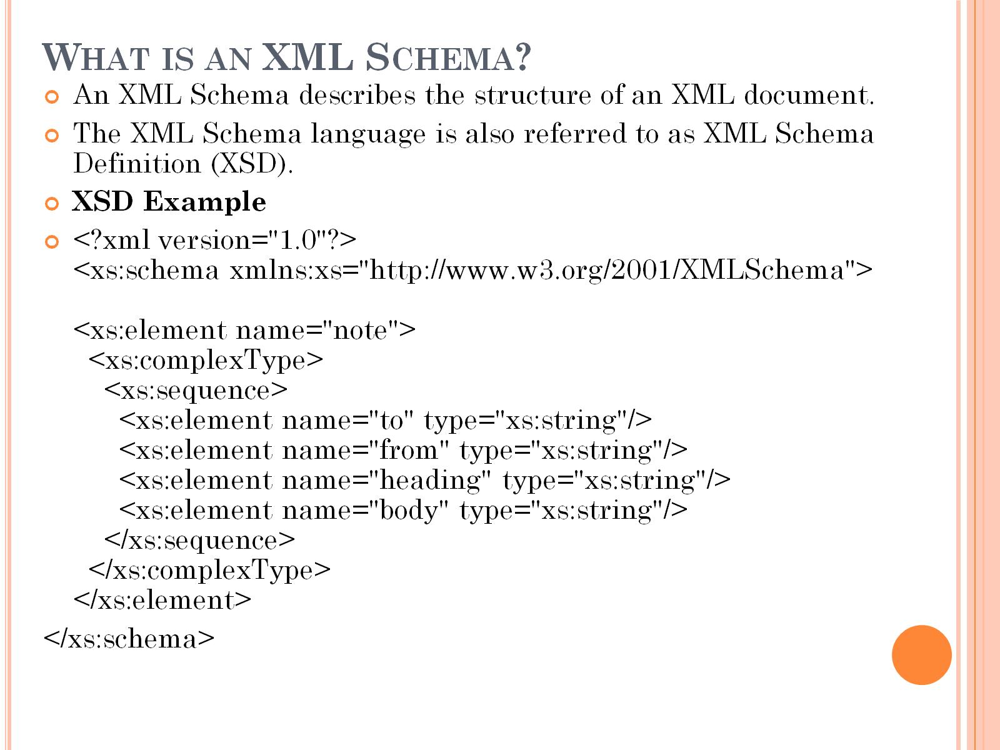 What is an XML Schema?
An XML Schema describes the structure of an XML document.
The XML Schema language is also referred to as XML Schema
Definition (XSD).
XSD Example
<?xml version="1.0"?>
<xs:schema xmlns:xs="http://www.w3.org/2001/XMLSchema">
<xs:element name="note">
<xs:complexType>
<xs:sequence>
<xs:element name="to" type="xs:string"/>
<xs:element name="from" type="xs:string"/>
<xs:element name="heading" type="xs:string"/>
<xs:element name="body" type="xs:string"/>
</xs:sequence>
</xs:complexType>
</xs:element>
</xs:schema>